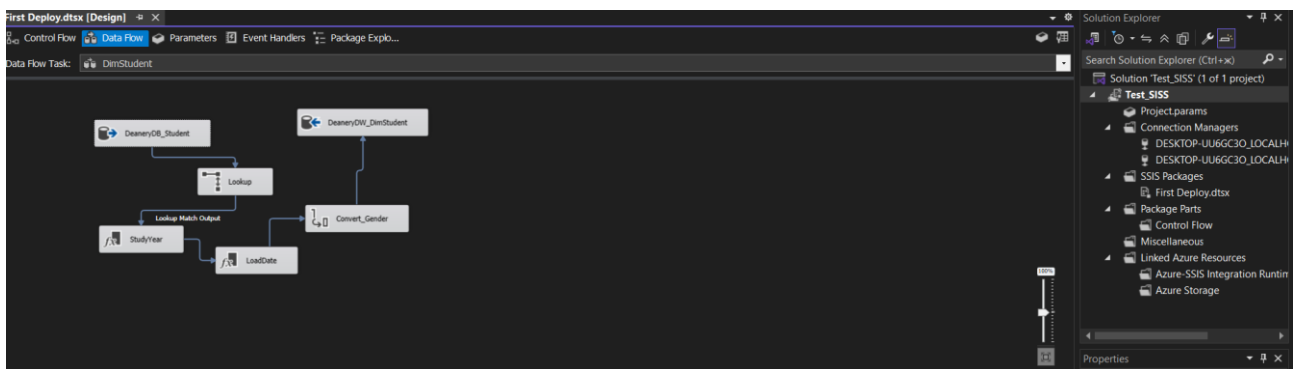 First Deploy.dtsx [Design]
Control Flow Data Flow Parameters Event Handlers Package Explo...
Data Flow Task: DimStudent
DeaneryDB_Student
DeaneryDW_DimStudent
Lookup
Lookup Match Output
StudyYear
Convert_Gender
LoadDate
100%
Solution Explorer
Search Solution Explorer (Ctrl+ж)
Solution 'Test_SISS' (1 of 1 project)
Test_SISS
Project.params
Connection Managers
DESKTOP-UU6GC3O_LOCALH
DESKTOP-UU6GC3O_LOCALH
SSIS Packages
First Deploy.dtsx
Package Parts
Control Flow
Miscellaneous
Linked Azure Resources
Azure-SSIS Integration Runtim
Azure Storage
Properties